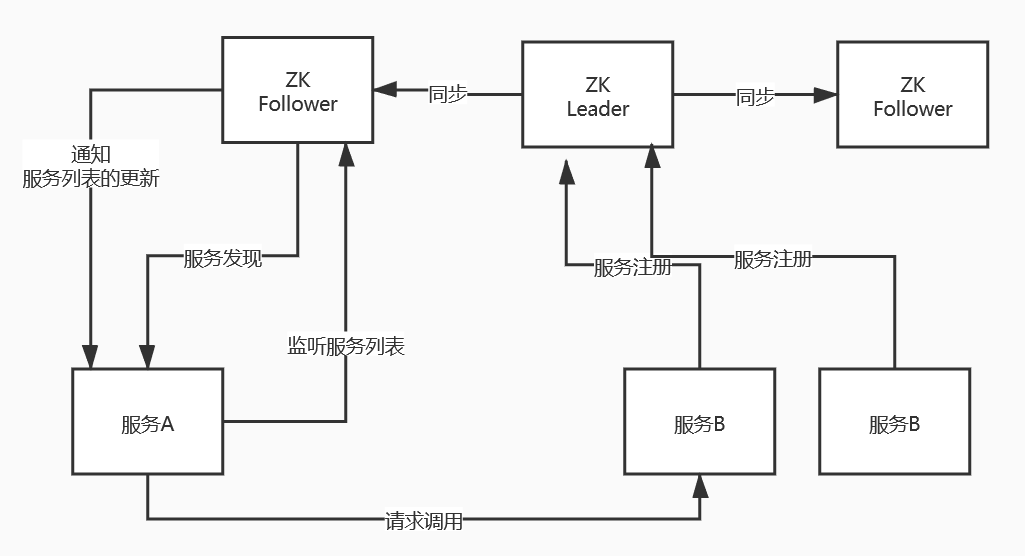 ZK
Follower
ZK
Leader
ZK
Follower
同步
同步
通知
服务列表的更新
服务发现
服务注册
服务注册
监听服务列表
服务A
服务B
服务B
请求调用